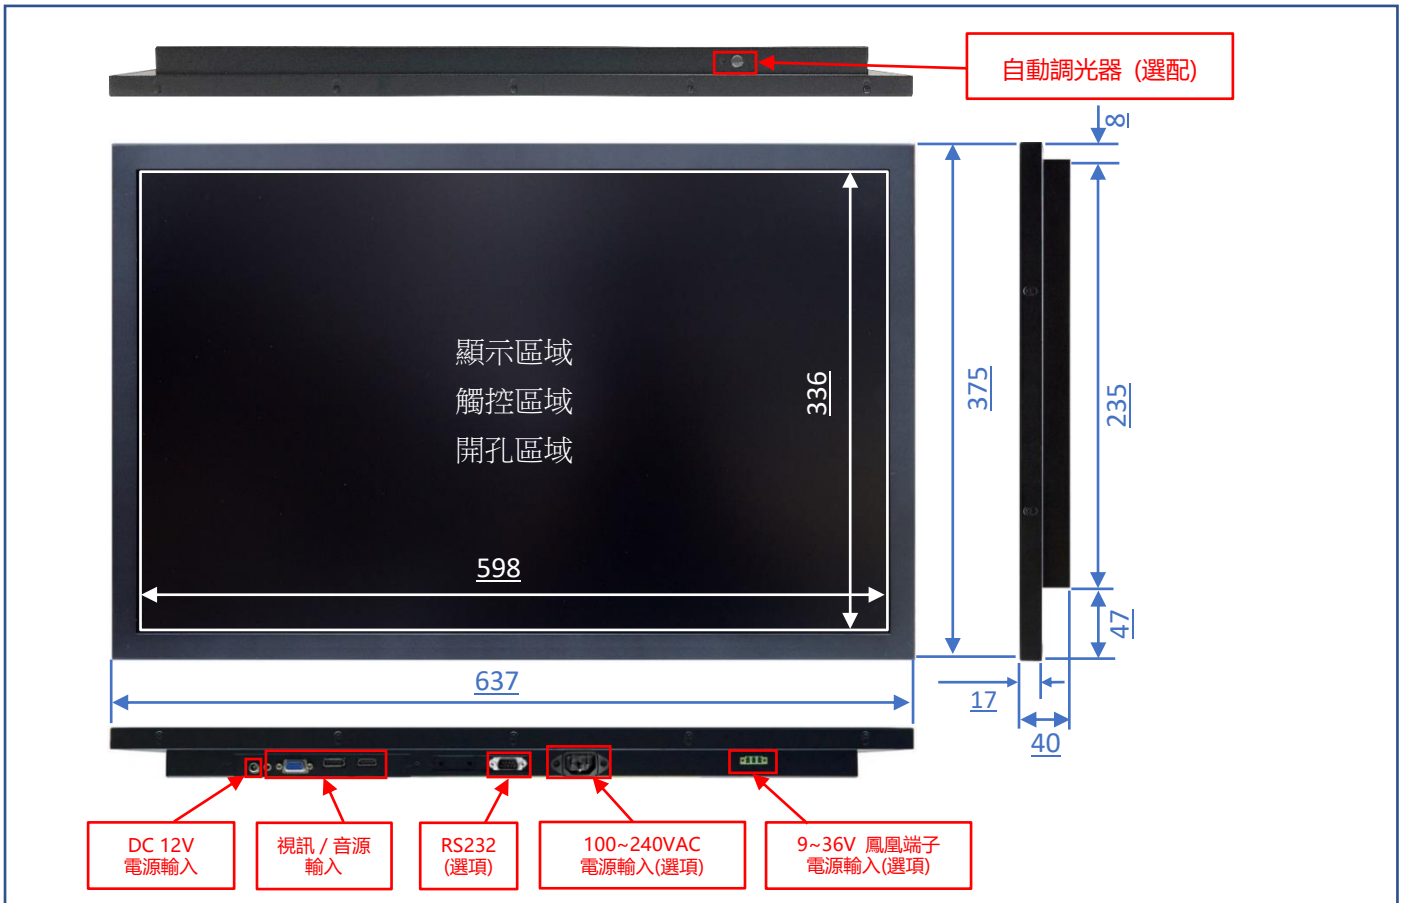 自動調光器 (選配)
8
顯示區域
觸控區域
開孔區域
336
375
235
598
47
637
17
40
DC 12V
電源輸入
視訊 / 音源
輸入
RS232
(選項)
100~240VAC
電源輸入(選項)
9~36V 鳳凰端子
電源輸入(選項)